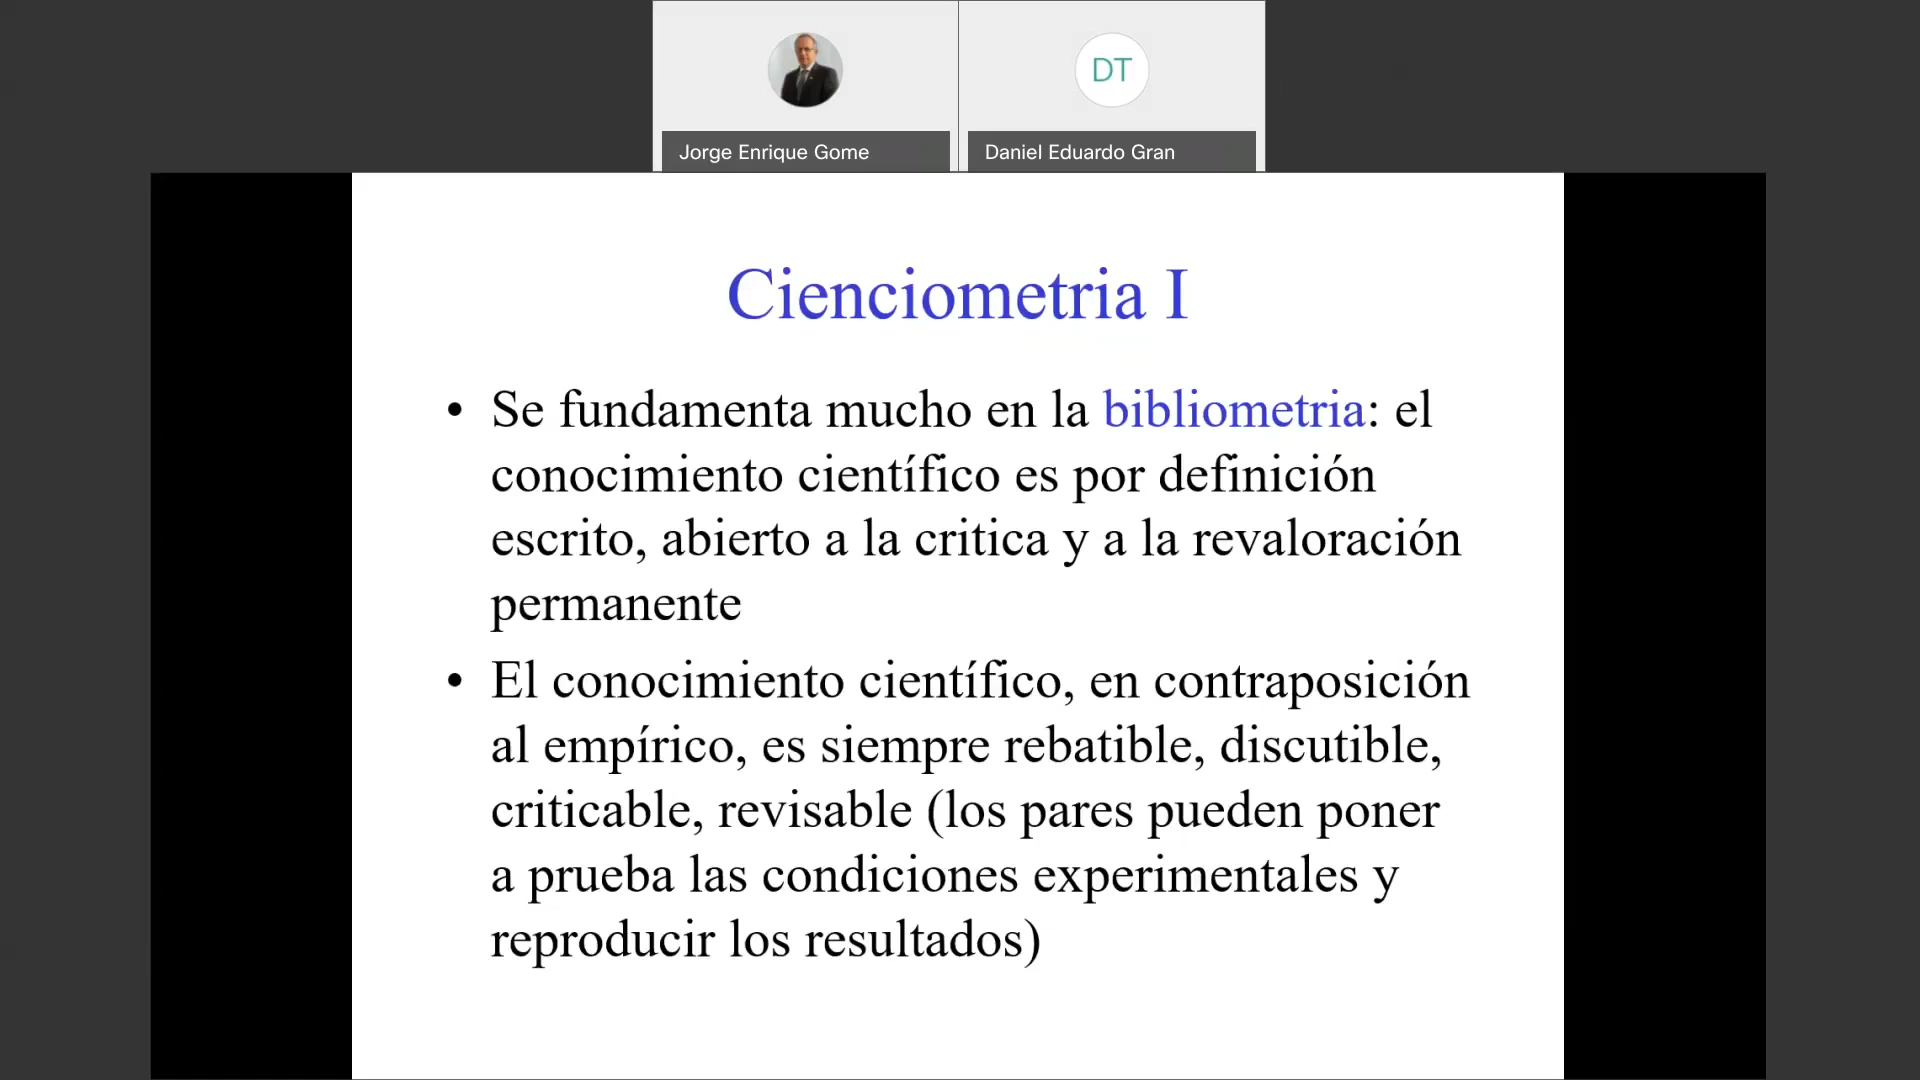 Jorge Enrique Gome
DT
Daniel Eduardo Gran
Cienciometria I
• Se fundamenta mucho en la bibliometria: el
conocimiento científico es por definición
escrito, abierto a la critica y a la revaloración
permanente
• El conocimiento científico, en contraposición
al empírico, es siempre rebatible, discutible,
criticable, revisable (los pares pueden poner
a prueba las condiciones experimentales y
reproducir los resultados)